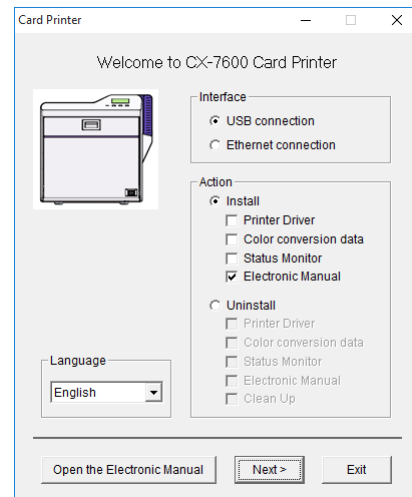 Card Printer
Welcome to CX-7600 Card Printer
Interface
USB connection
Ethernet connection
Action
Install
Printer Driver
Color conversion data
Status Monitor
Electronic Manual
Uninstall
Printer Driver
Color conversion data
Status Monitor
Electronic Manual
Clean Up
Language
English
Open the Electronic Manual
Next >
Exit